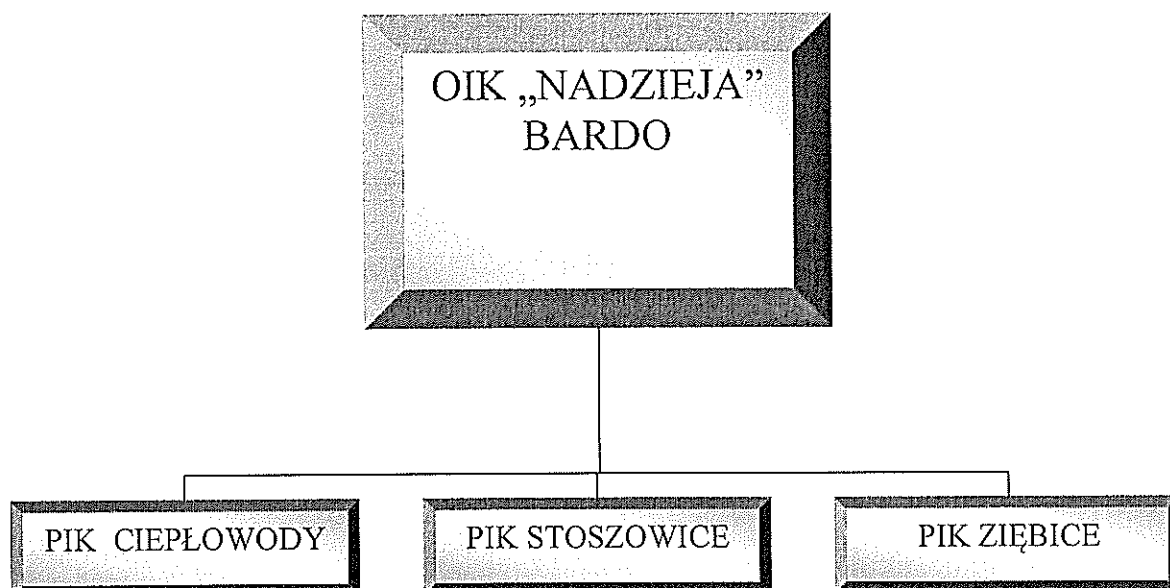 OIK „NADZIEJA”
BARDO
PIK CIEPŁOWODY
PIK STOSZOWICE
PIK ZIĘBICE